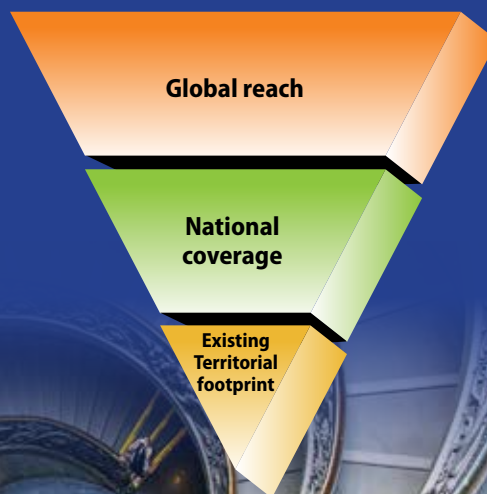 Global reach
National
coverage
Existing
Territorial
footprint